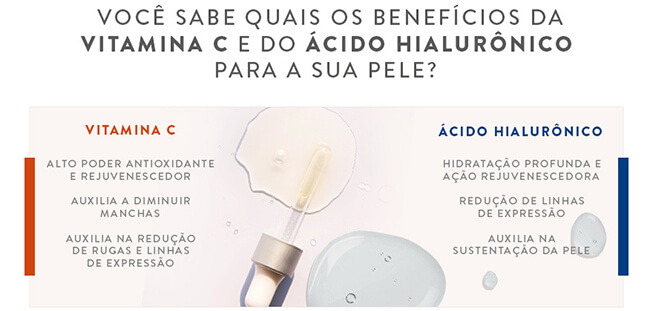 VOCÊ SABE QUAIS OS BENEFÍCIOS DA
VITAMINA C E DO ÁCIDO HIALURÔNICO
PARA A SUA PELE?
VITAMINA C
ALTO PODER ANTIOXIDANTE
E REJUVENESCEDOR
AUXILIA A DIMINUIR
MANCHAS
AUXILIA NA REDUÇÃO
DE RUGAS E LINHAS
DE EXPRESSÃO
ÁCIDO HIALURÔNICO
HIDRATAÇÃO PROFUNDA E
AÇÃO REJUVENESCEDORA
REDUÇÃO DE LINHAS
DE EXPRESSÃO
AUXILIA NA
SUSTENTAÇÃO DA PELE